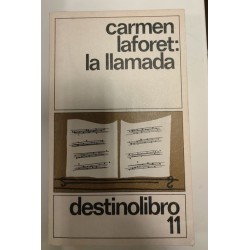 carmen
laforet:
la llamada
destinolibro
11